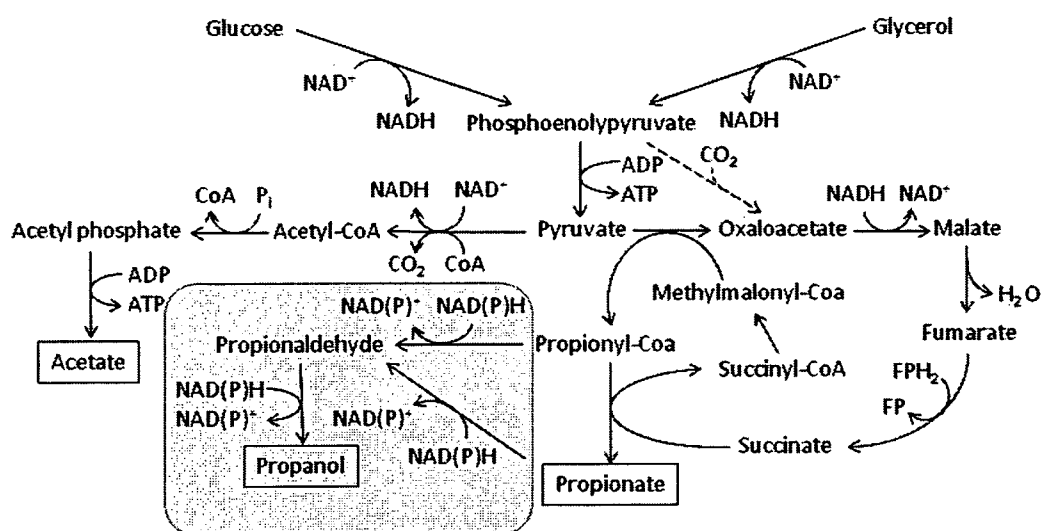 Glucose
Glycerol
NAD⁺
NAD⁺
NADH
Phosphoenolypyruvate
NADH
ADP
CO₂
ATP
CoA
Pᵢ
NADH
NAD⁺
NADH
NAD⁺
Acetyl phosphate
Acetyl-CoA
Pyruvate
Oxaloacetate
Malate
CO₂
CoA
ADP
ATP
Methylmalonyl-Coa
H₂O
NAD(P)⁺
NAD(P)H
Fumarate
Propionaldehyde
Propionyl-Coa
Acetate
Succinyl-CoA
FPH₂
NAD(P)H
FP
NAD(P)⁺
NAD(P)⁺
Succinate
NAD(P)H
Propanol
Propionate